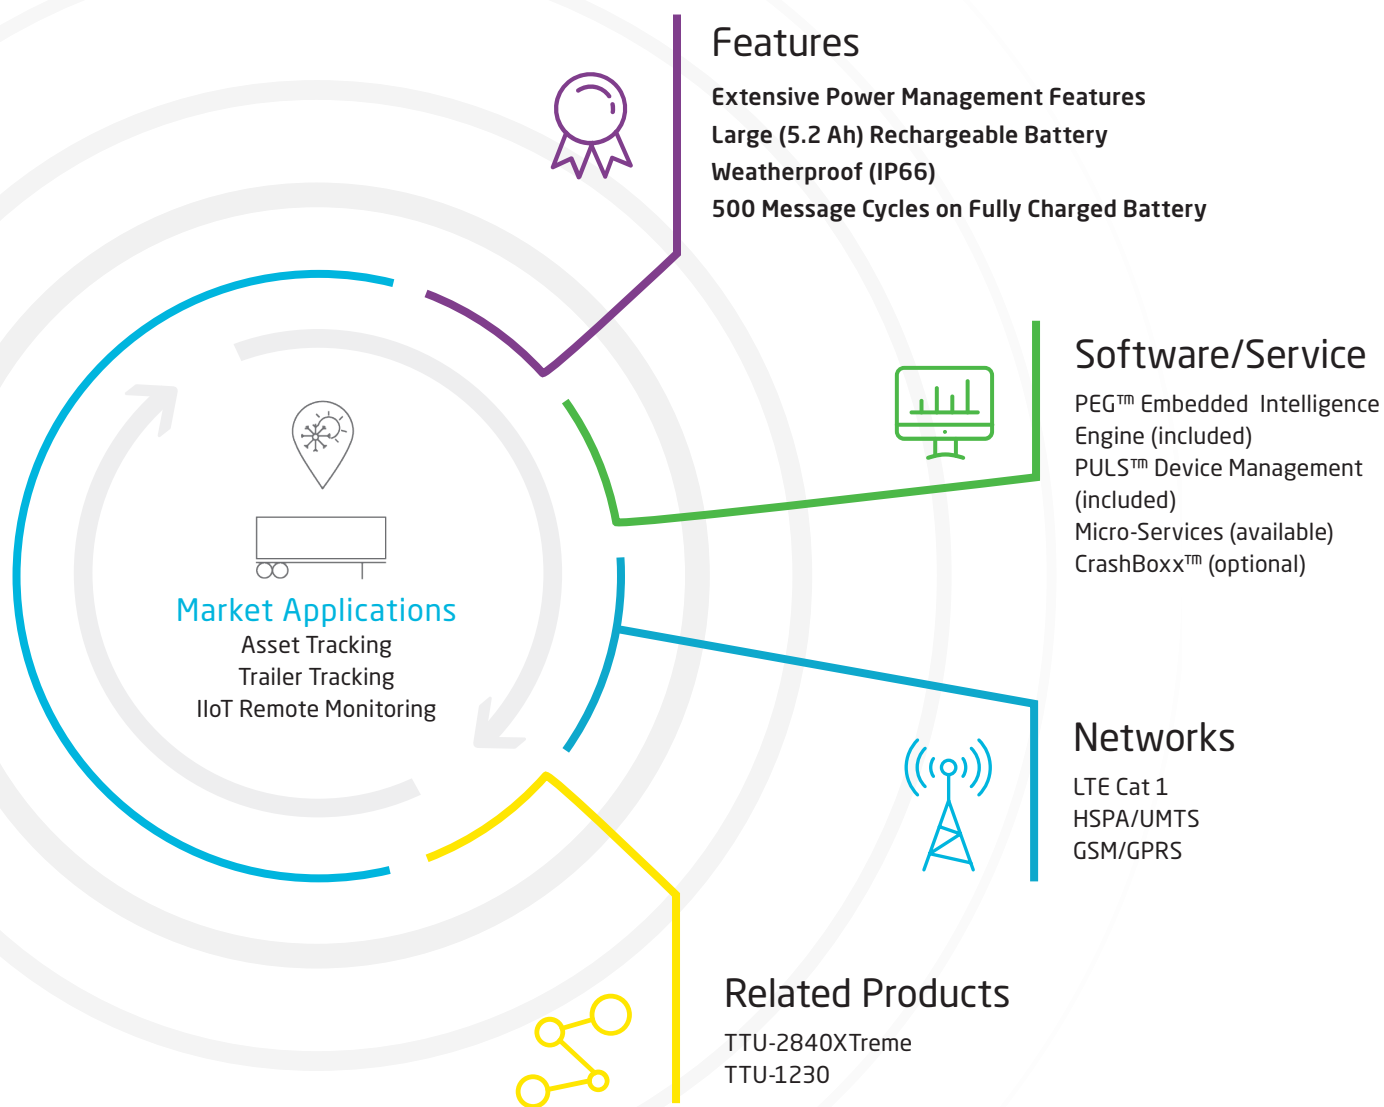 Features
Extensive Power Management Features
Large (5.2 Ah) Rechargeable Battery
Weatherproof (IP66)
500 Message Cycles on Fully Charged Battery
Software/Service
PEG™ Embedded Intelligence
Engine (included)
PULS™ Device Management
(included)
Micro-Services (available)
CrashBoxx™ (optional)
Market Applications
Asset Tracking
Trailer Tracking
IIoT Remote Monitoring
Networks
LTE Cat 1
HSPA/UMTS
GSM/GPRS
Related Products
TTU-2840XTreme
TTU-1230